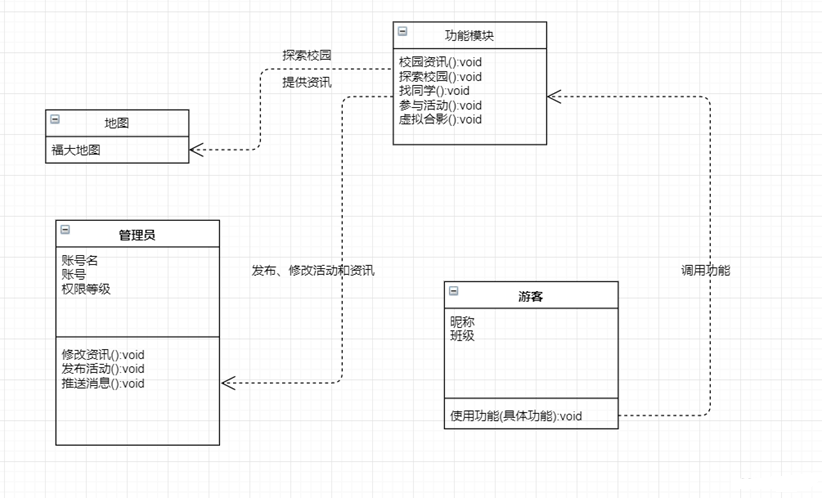 功能模块
校园资讯():void
探索校园():void
找同学():void
参与活动():void
虚拟合影():void
探索校园
提供资讯
地图
福大地图
管理员
账号名
账号
权限等级
修改资讯():void
发布活动():void
推送消息():void
发布、修改活动和资讯
调用功能
游客
昵称
班级
使用功能(具体功能):void